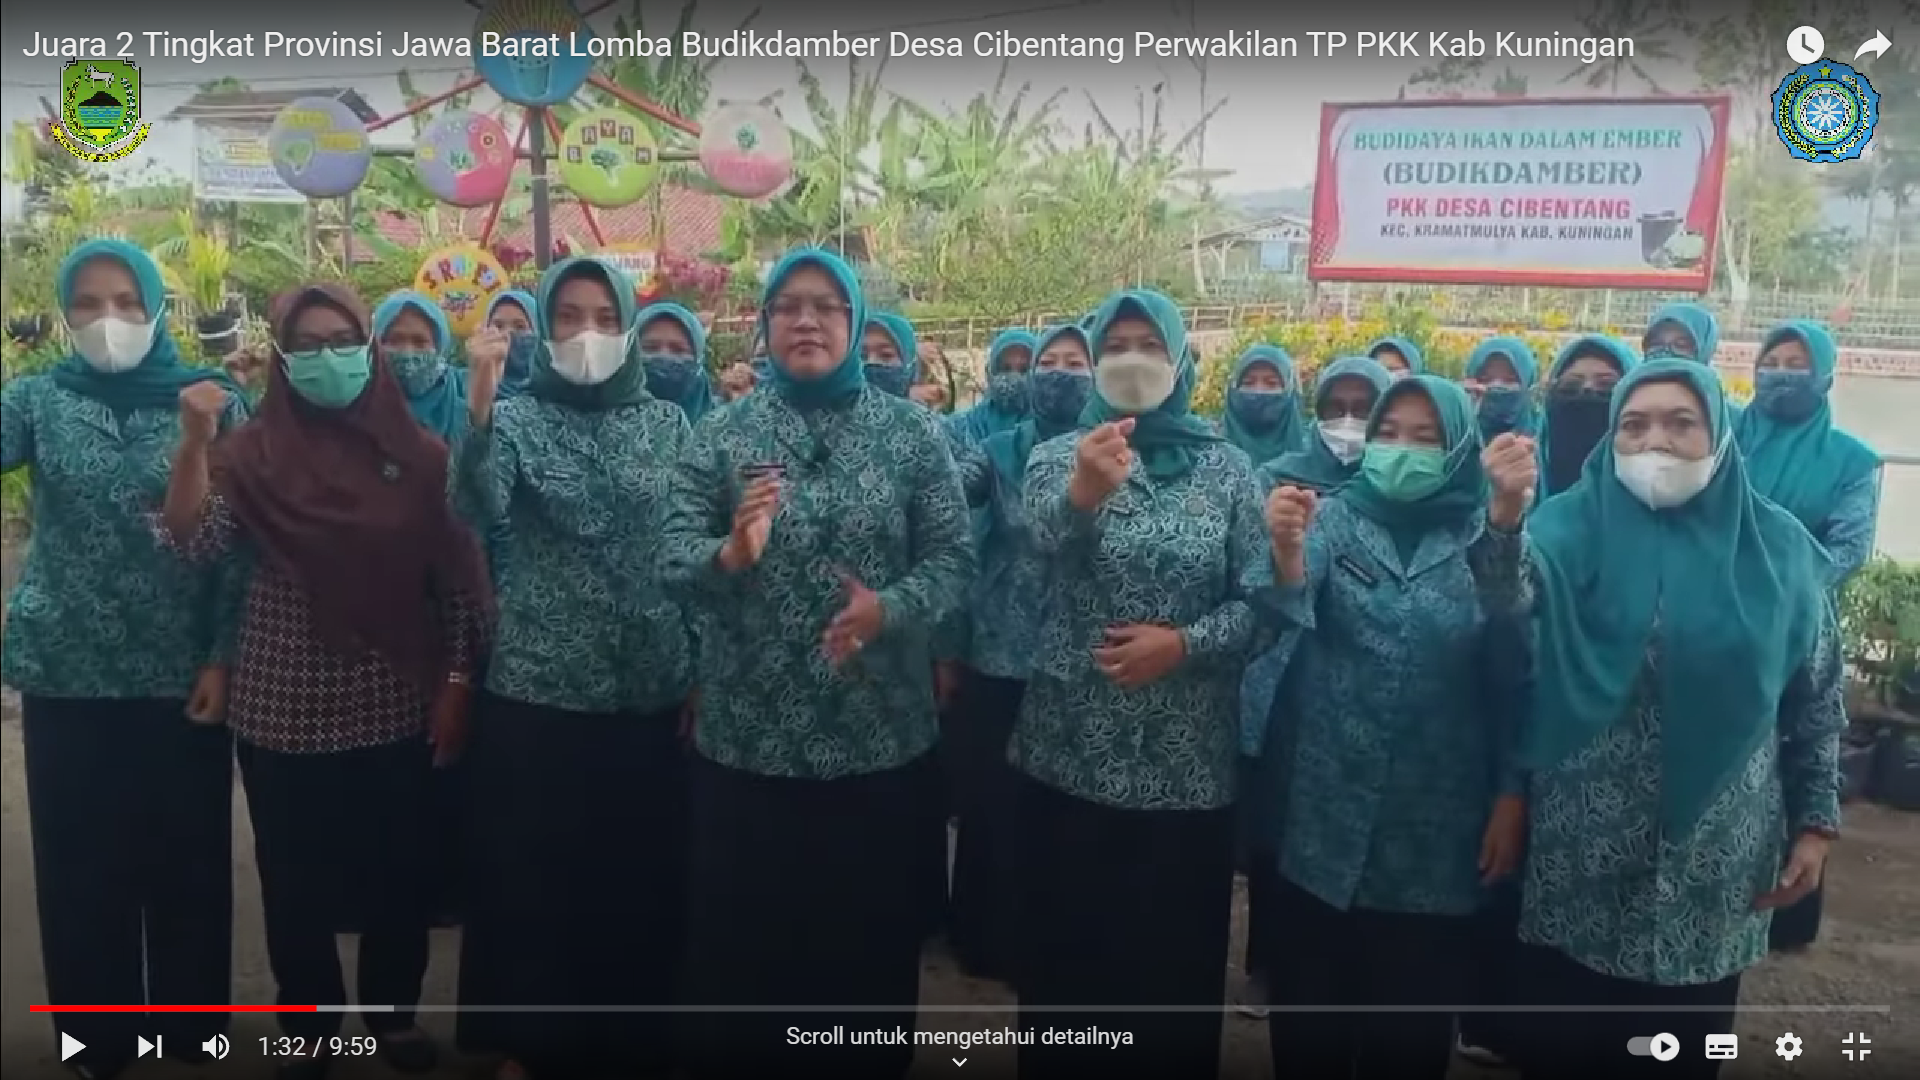 Juara 2 Tingkat Provinsi Jawa Barat Lomba Budikdamber Desa Cibentang Perwakilan TP PKK Kab Kuningan
BAYAM
BUDIDAYA IKAN DALAM EMBER
(BUDIKDAMBER)
PKK DESA CIBENTANG
KEC. KRAMATMULYA KAB. KUNINGAN
Scroll untuk mengetahui detailnya
1:32 / 9:59